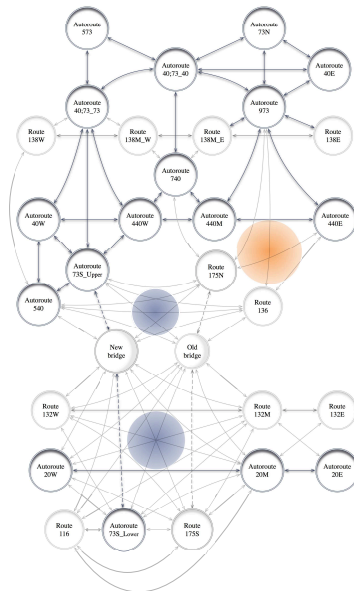 Autoroute
573
Autoroute
73N
Autoroute
40;73_40
Autoroute
40E
Autoroute
40;73_73
Autoroute
973
Route
138W
Route
138M_W
Route
138M_E
Route
138E
Autoroute
740
Autoroute
40W
Autoroute
440W
Autoroute
440M
Autoroute
440E
Autoroute
73S_Upper
Route
175N
Autoroute
540
Route
136
New
bridge
Old
bridge
Route
132W
Route
132M
Route
132E
Autoroute
20W
Autoroute
20M
Autoroute
20E
Route
116
Autoroute
73S_Lower
Route
175S